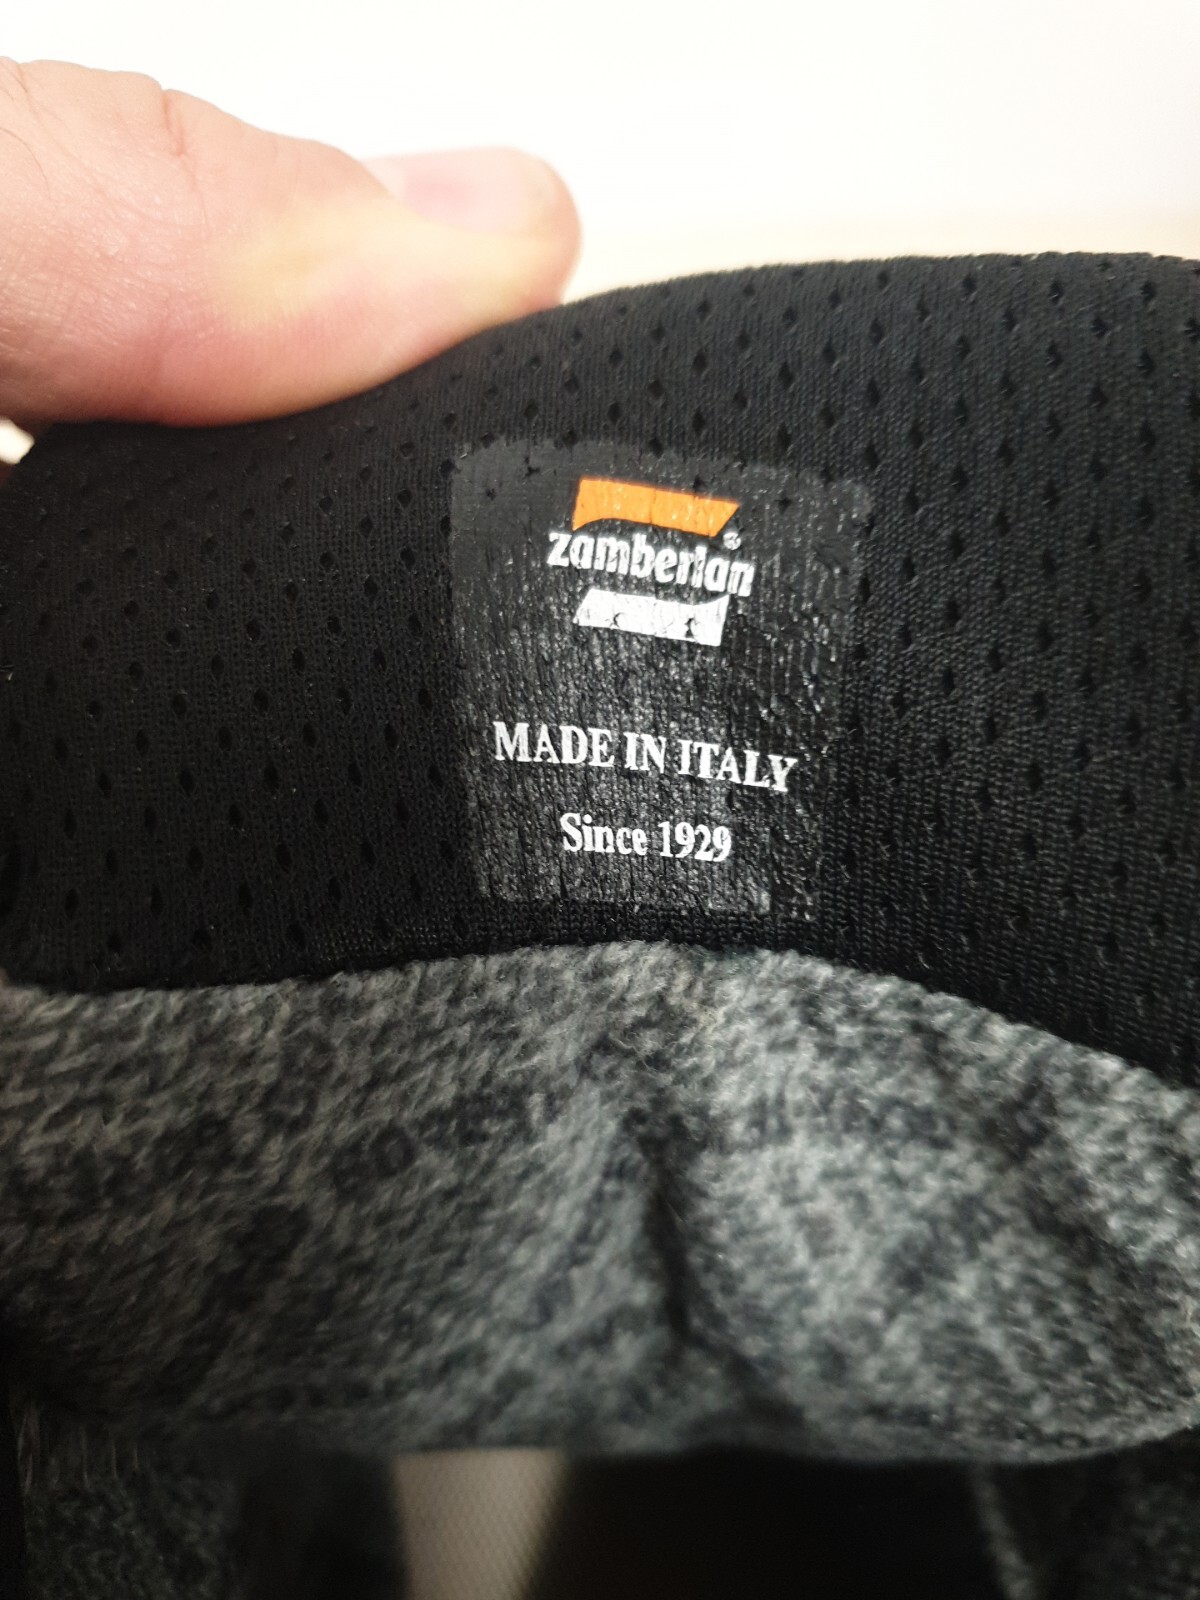 zamberlan®
MADE IN ITALY
Since 1929